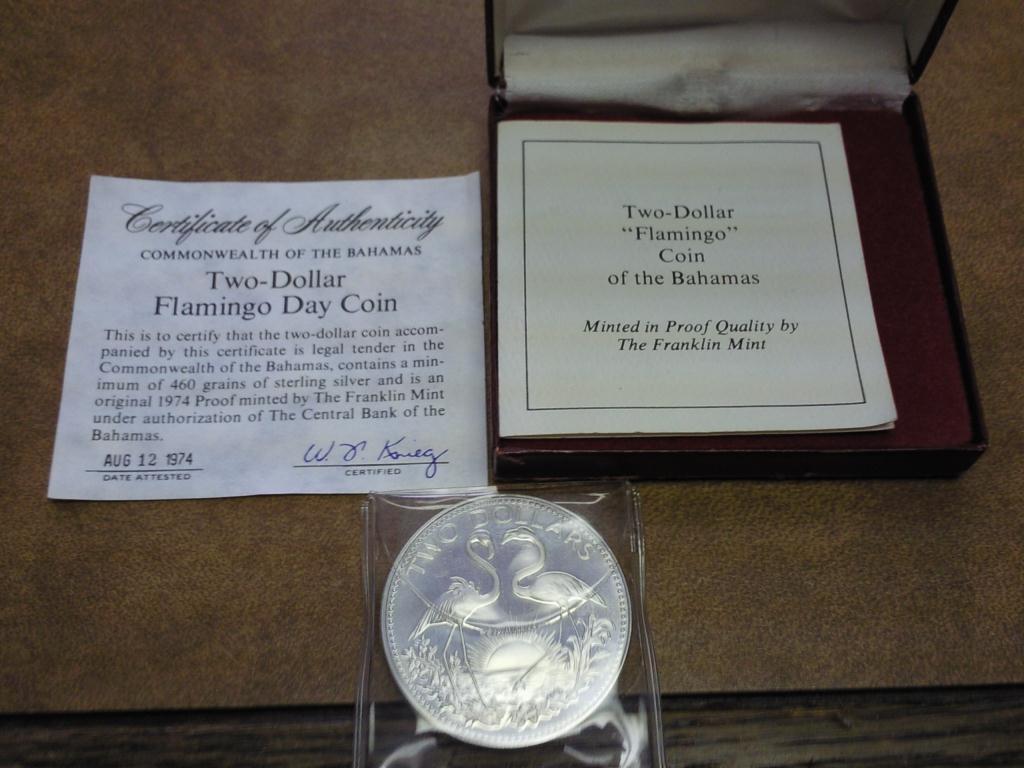 Certificate of Authenticity
COMMONWEALTH OF THE BAHAMAS
Two-Dollar
Flamingo Day Coin
This is to certify that the two-dollar coin accom-
panied by this certificate is legal tender in the
Commonwealth of the Bahamas, contains a min-
imum of 460 grains of sterling silver and is an
original 1974 Proof minted by The Franklin Mint
under authorization of The Central Bank of the
Bahamas.
AUG 12 1974
DATE ATTESTED
CERTIFIED
Two-Dollar
"Flamingo"
Coin
of the Bahamas
Minted in Proof Quality by
The Franklin Mint
TWO DOLLARS